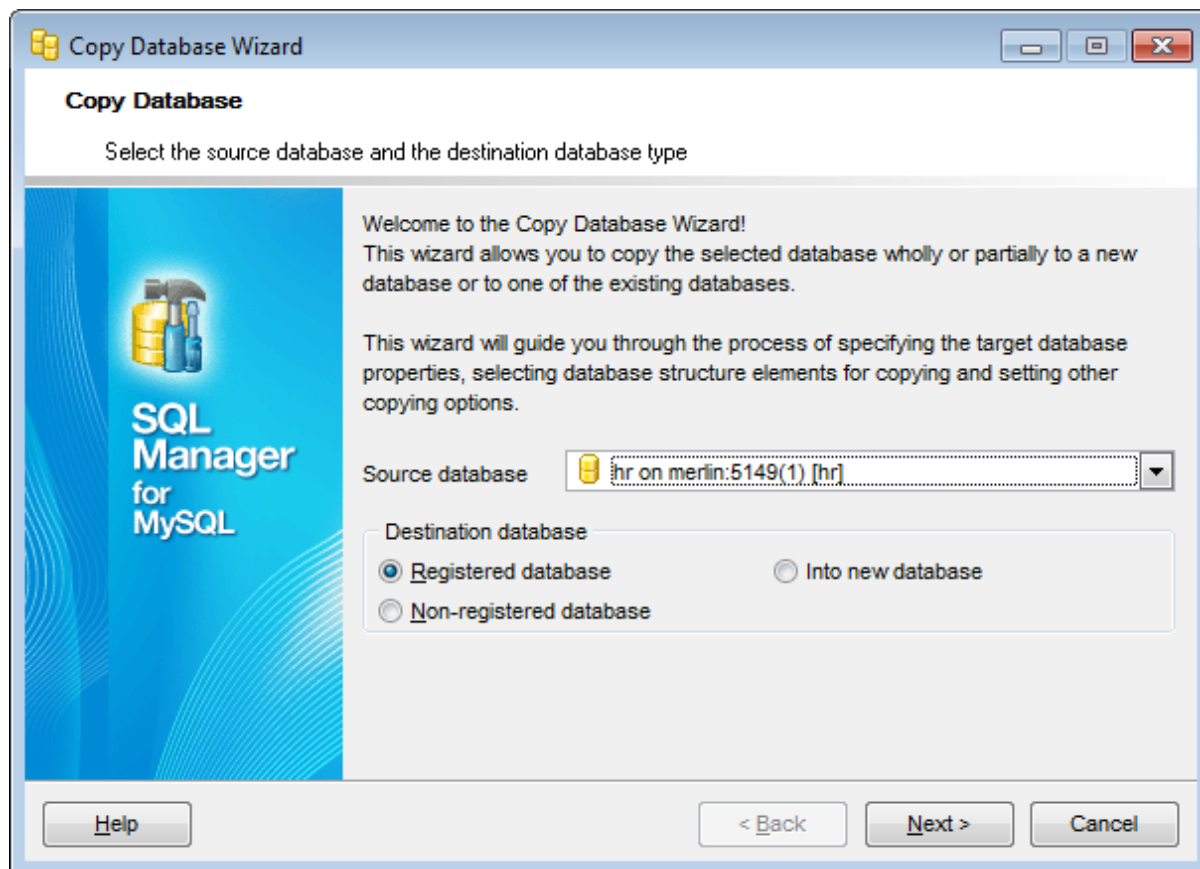 Copy Database Wizard
Copy Database
Select the source database and the destination database type
Welcome to the Copy Database Wizard!
This wizard allows you to copy the selected database wholly or partially to a new
database or to one of the existing databases.
This wizard will guide you through the process of specifying the target database
properties, selecting database structure elements for copying and setting other
copying options.
SQL
Manager
for
MySQL
Source database hr on merlin:5149(1) [hr]
Destination database
Registered database Into new database
Non-registered database
Help < Back Next > Cancel